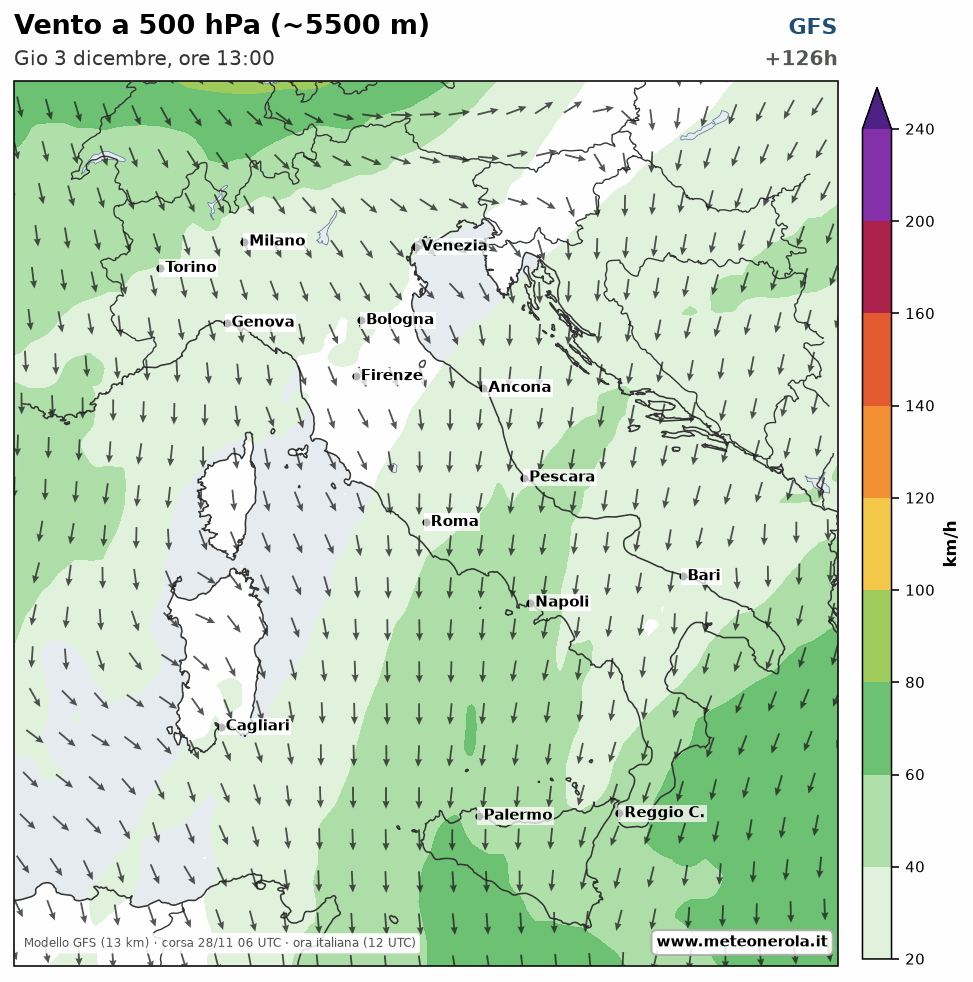 Vento a 500 hPa (~5500 m)
GFS
Gio 3 dicembre, ore 13:00
+126h
Milano
Venezia
Torino
Genova
Bologna
Firenze
Ancona
Pescara
Roma
Bari
Napoli
Cagliari
Palermo
Reggio C.
240
200
160
140
120
100
80
60
40
20
km/h
Modello GFS (13 km) · corsa 28/11 06 UTC · ora italiana (12 UTC)
www.meteonerola.it